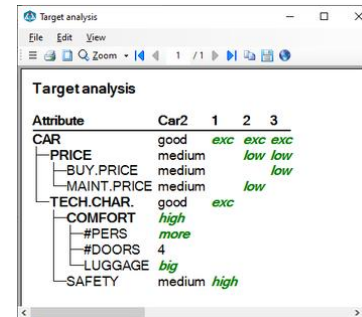 Target analysis
File Edit View
Zoom 1 /1
Target analysis
Attribute Car2 1 2 3
CAR good exc exc exc
PRICE medium low low
BUY.PRICE medium low
MAINT.PRICE medium low
TECH.CHAR. good exc
COMFORT high
#PERS more
#DOORS 4
LUGGAGE big
SAFETY medium high